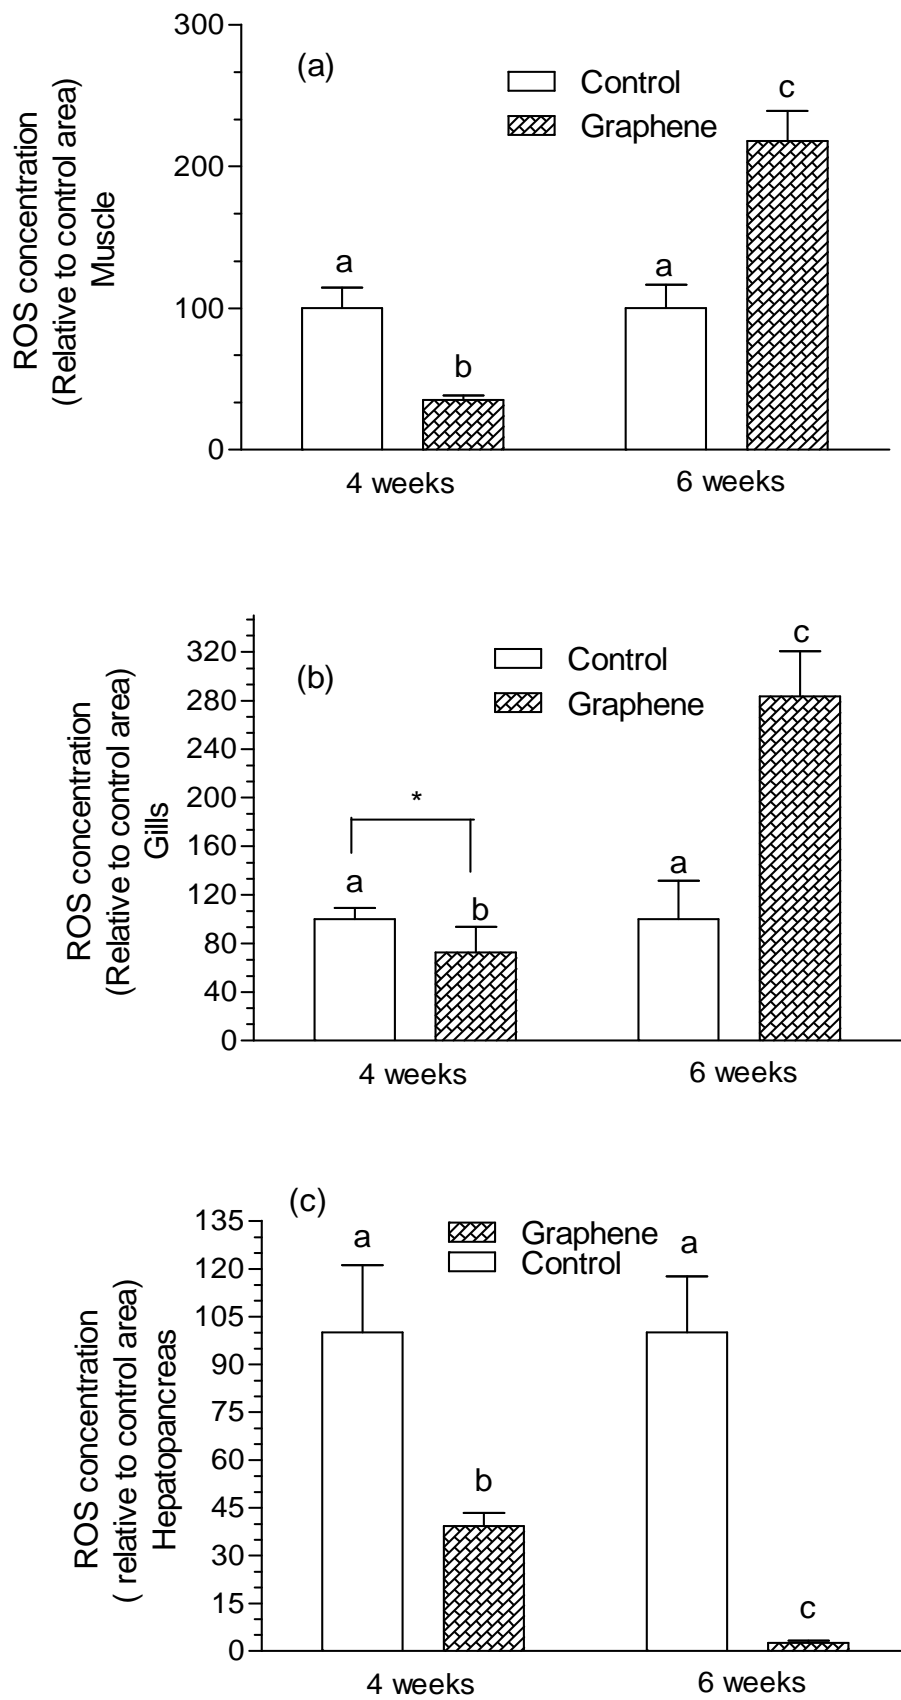 ROS concentration
(Relative to control area)
Muscle
300
200
100
0
(a)
Control
Graphene
a
b
a
c
4 weeks
6 weeks
ROS concentration
(Relative to control area)
Gills
320
280
240
200
160
120
80
40
0
(b)
Control
Graphene
*
a
b
a
c
4 weeks
6 weeks
ROS concentration
( relative to control area)
Hepatopancreas
135
120
105
90
75
60
45
30
15
0
(c)
Graphene
Control
a
b
a
c
4 weeks
6 weeks